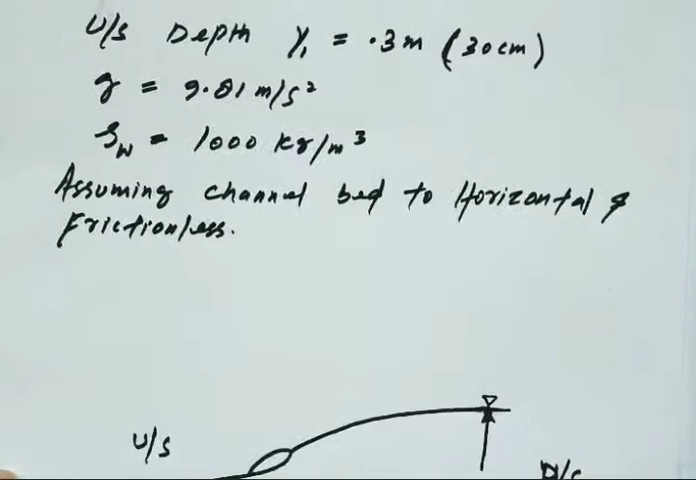 U/S Depth y₁ = .3m (30cm)
g = 9.81 m/s²
ρw = 1000 kg/m³
Assuming channel bed to Horizontal &
Frictionless.
U/S
D/S